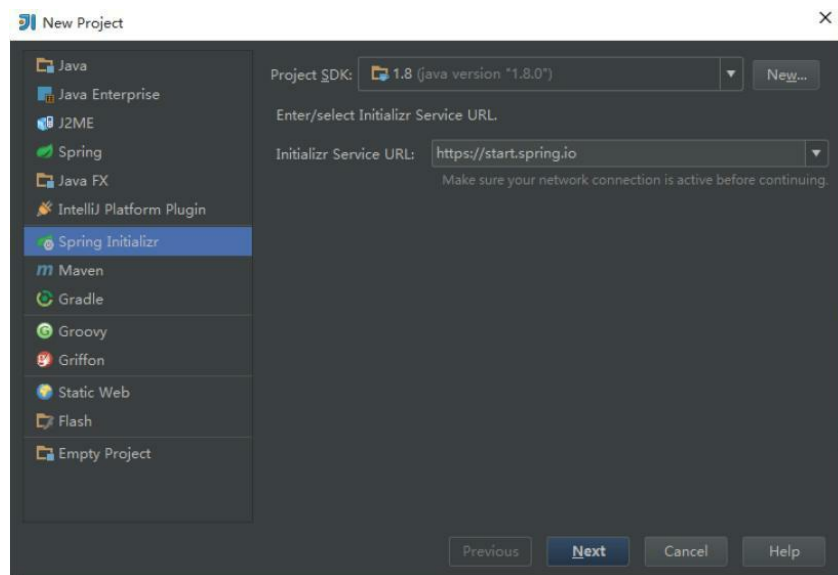 New Project
Java
Java Enterprise
J2ME
Spring
Java FX
IntelliJ Platform Plugin
Spring Initializr
Maven
Gradle
Groovy
Griffon
Static Web
Flash
Empty Project
Project SDK: 1.8 (java version "1.8.0") New...
Enter/select Initializr Service URL.
Initializr Service URL: https://start.spring.io
Make sure your network connection is active before continuing.
Previous Next Cancel Help